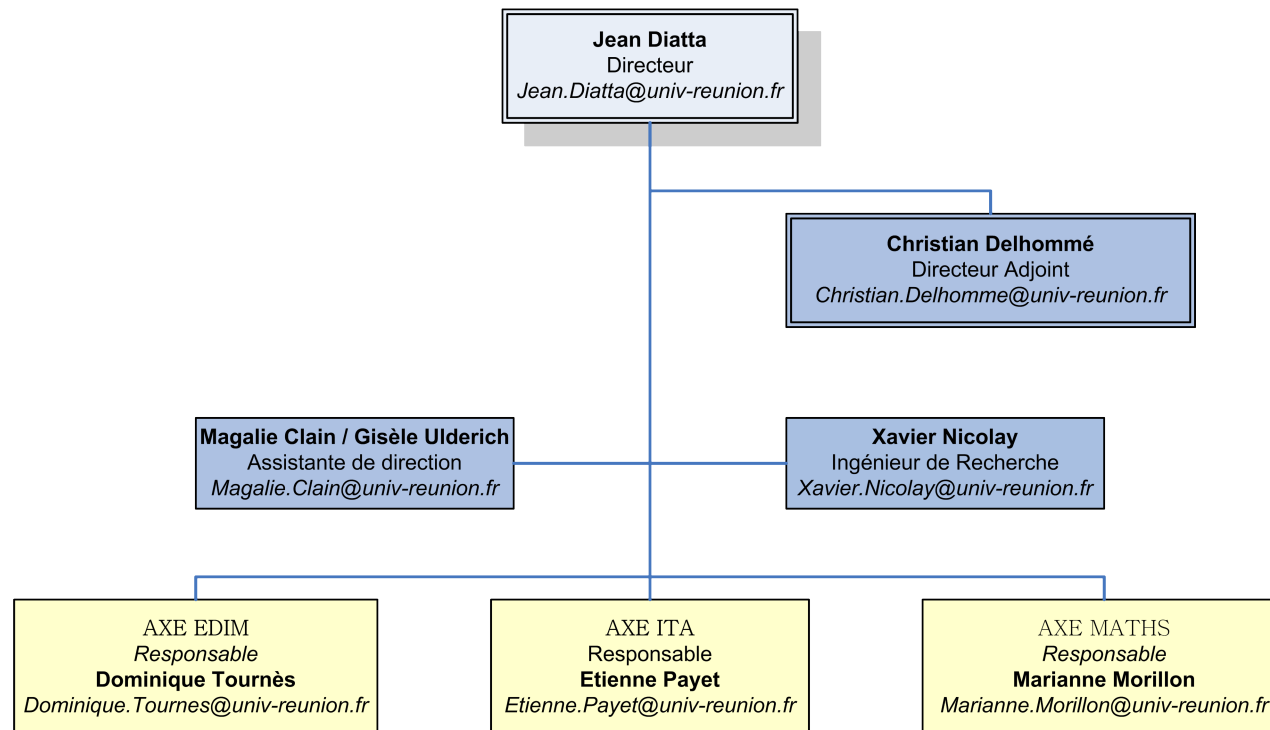 Jean Diatta
Directeur
Jean.Diatta@univ-reunion.fr
Christian Delhommé
Directeur Adjoint
Christian.Delhomme@univ-reunion.fr
Magalie Clain / Gisèle Ulderich
Assistante de direction
Magalie.Clain@univ-reunion.fr
Xavier Nicolay
Ingénieur de Recherche
Xavier.Nicolay@univ-reunion.fr
AXE EDIM
Responsable
Dominique Tournès
Dominique.Tournes@univ-reunion.fr
AXE ITA
Responsable
Etienne Payet
Etienne.Payet@univ-reunion.fr
AXE MATHS
Responsable
Marianne Morillon
Marianne.Morillon@univ-reunion.fr